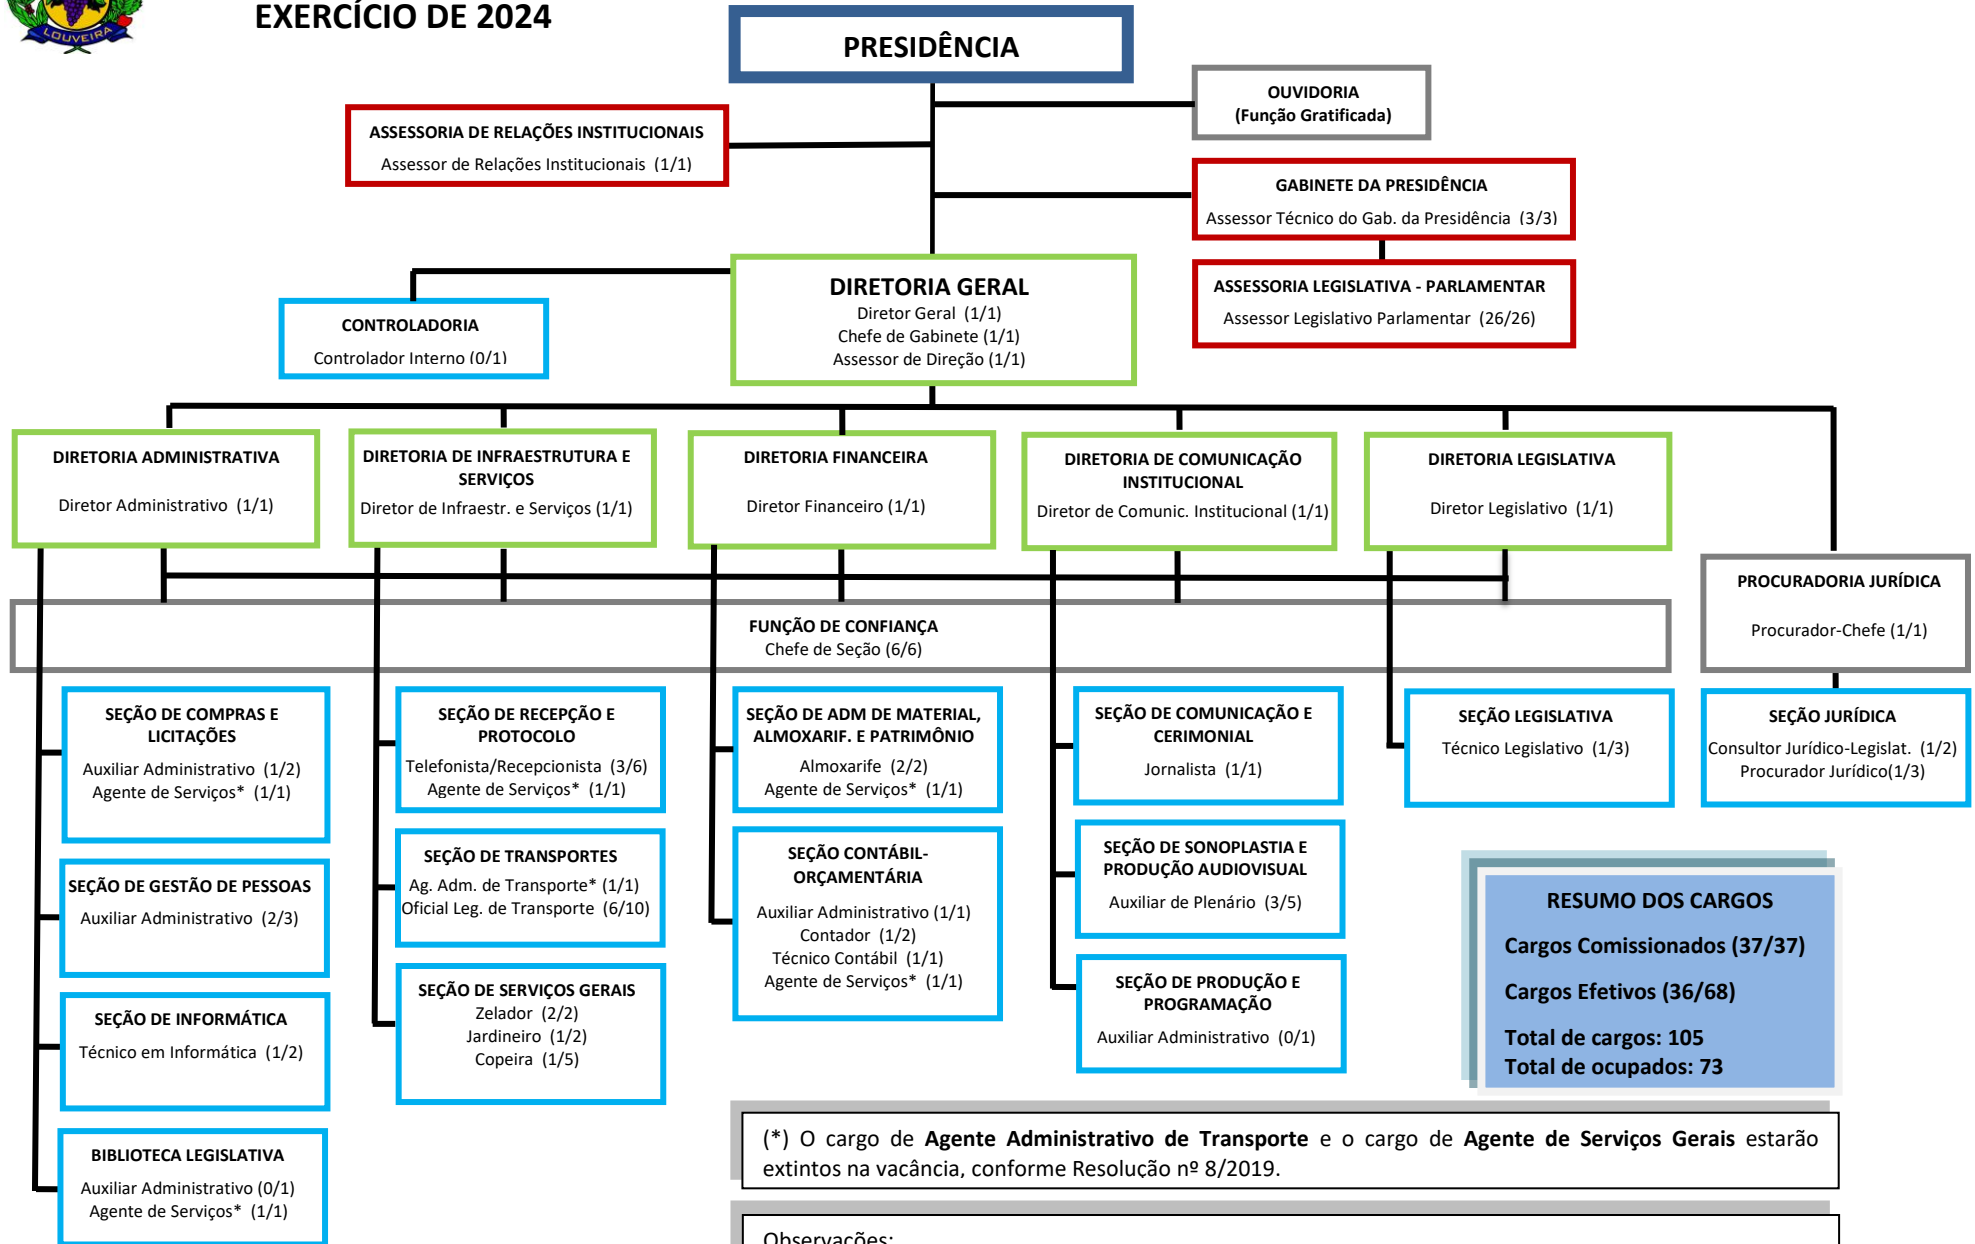 LOUVEIRA
EXERCÍCIO DE 2024
PRESIDÊNCIA
OUVIDORIA
(Função Gratificada)
ASSESSORIA DE RELAÇÕES INSTITUCIONAIS
Assessor de Relações Institucionais (1/1)
GABINETE DA PRESIDÊNCIA
Assessor Técnico do Gab. da Presidência (3/3)
ASSESSORIA LEGISLATIVA - PARLAMENTAR
Assessor Legislativo Parlamentar (26/26)
DIRETORIA GERAL
Diretor Geral (1/1)
Chefe de Gabinete (1/1)
Assessor de Direção (1/1)
CONTROLADORIA
Controlador Interno (0/1)
DIRETORIA ADMINISTRATIVA
Diretor Administrativo (1/1)
DIRETORIA DE INFRAESTRUTURA E
SERVIÇOS
Diretor de Infraestr. e Serviços (1/1)
DIRETORIA FINANCEIRA
Diretor Financeiro (1/1)
DIRETORIA DE COMUNICAÇÃO
INSTITUCIONAL
Diretor de Comunic. Institucional (1/1)
DIRETORIA LEGISLATIVA
Diretor Legislativo (1/1)
PROCURADORIA JURÍDICA
Procurador-Chefe (1/1)
FUNÇÃO DE CONFIANÇA
Chefe de Seção (6/6)
SEÇÃO DE COMPRAS E
LICITAÇÕES
Auxiliar Administrativo (1/2)
Agente de Serviços* (1/1)
SEÇÃO DE GESTÃO DE PESSOAS
Auxiliar Administrativo (2/3)
SEÇÃO DE INFORMÁTICA
Técnico em Informática (1/2)
BIBLIOTECA LEGISLATIVA
Auxiliar Administrativo (0/1)
Agente de Serviços* (1/1)
SEÇÃO DE RECEPÇÃO E
PROTOCOLO
Telefonista/Recepcionista (3/6)
Agente de Serviços* (1/1)
SEÇÃO DE TRANSPORTES
Ag. Adm. de Transporte* (1/1)
Oficial Leg. de Transporte (6/10)
SEÇÃO DE SERVIÇOS GERAIS
Zelador (2/2)
Jardineiro (1/2)
Copeira (1/5)
SEÇÃO DE ADM DE MATERIAL,
ALMOXARIF. E PATRIMÔNIO
Almoxarife (2/2)
Agente de Serviços* (1/1)
SEÇÃO CONTÁBIL-
ORÇAMENTÁRIA
Auxiliar Administrativo (1/1)
Contador (1/2)
Técnico Contábil (1/1)
Agente de Serviços* (1/1)
SEÇÃO DE COMUNICAÇÃO E
CERIMONIAL
Jornalista (1/1)
SEÇÃO DE SONOPLASTIA E
PRODUÇÃO AUDIOVISUAL
Auxiliar de Plenário (3/5)
SEÇÃO DE PRODUÇÃO E
PROGRAMAÇÃO
Auxiliar Administrativo (0/1)
SEÇÃO LEGISLATIVA
Técnico Legislativo (1/3)
SEÇÃO JURÍDICA
Consultor Jurídico-Legislat. (1/2)
Procurador Jurídico(1/3)
RESUMO DOS CARGOS
Cargos Comissionados (37/37)
Cargos Efetivos (36/68)
Total de cargos: 105
Total de ocupados: 73
(*) O cargo de Agente Administrativo de Transporte e o cargo de Agente de Serviços Gerais estarão
extintos na vacância, conforme Resolução nº 8/2019.
Observações: